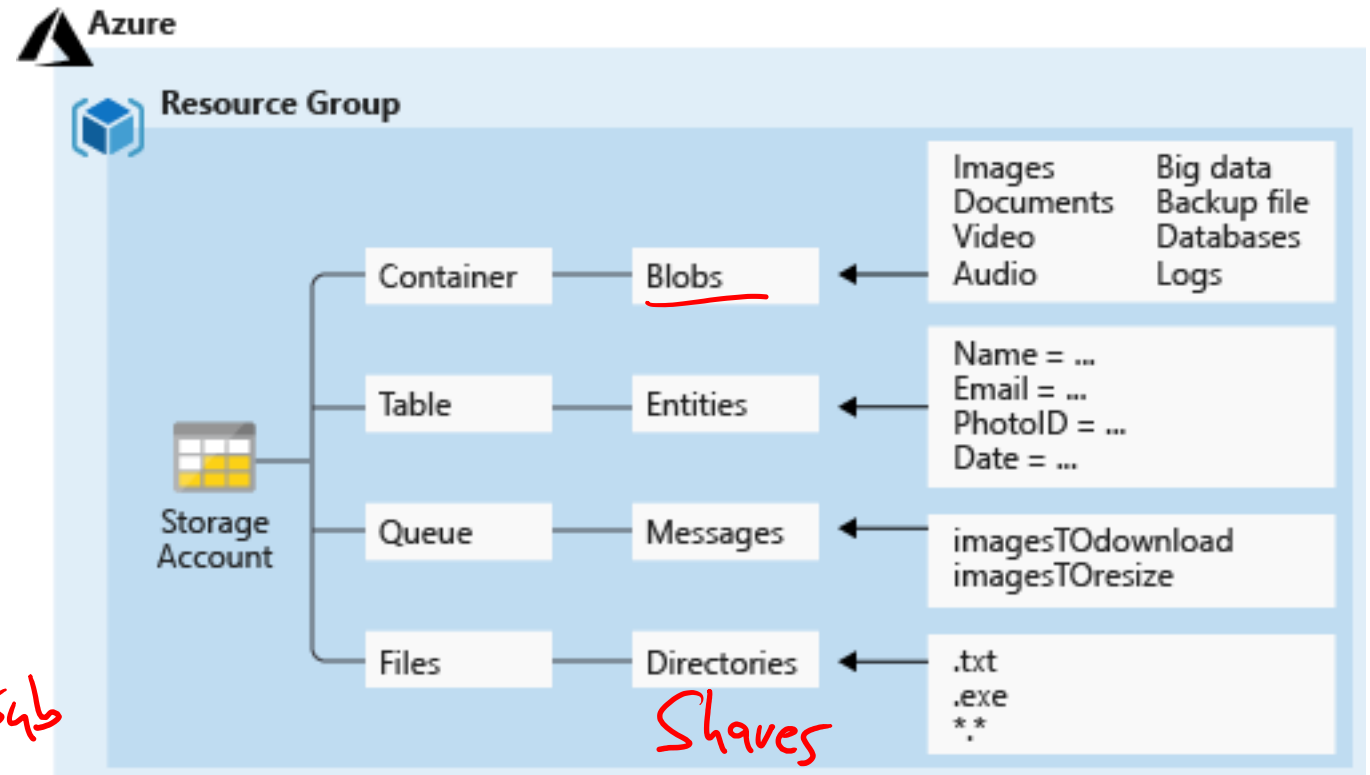 Azure
Resource Group
Images Big data
Documents Backup file
Video Databases
Audio Logs
Container Blobs
Name = ...
Email = ...
PhotoID = ...
Date = ...
Table Entities
Storage
Account
Queue Messages
imagesTOdownload
imagesTOresize
Files Directories
.txt
.exe
*.*
Shares